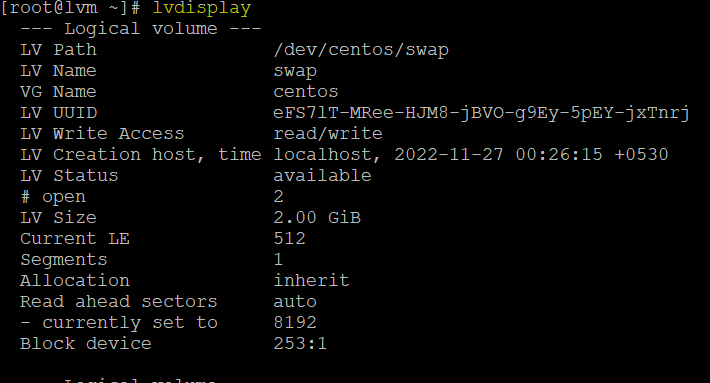 [root@lvm ~]# lvdisplay
--- Logical volume ---
LV Path /dev/centos/swap
LV Name swap
VG Name centos
LV UUID eFS7lT-MRee-HJM8-jBVO-g9Ey-5pEY-jxTnrj
LV Write Access read/write
LV Creation host, time localhost, 2022-11-27 00:26:15 +0530
LV Status available
# open 2
LV Size 2.00 GiB
Current LE 512
Segments 1
Allocation inherit
Read ahead sectors auto
- currently set to 8192
Block device 253:1
Logical volume